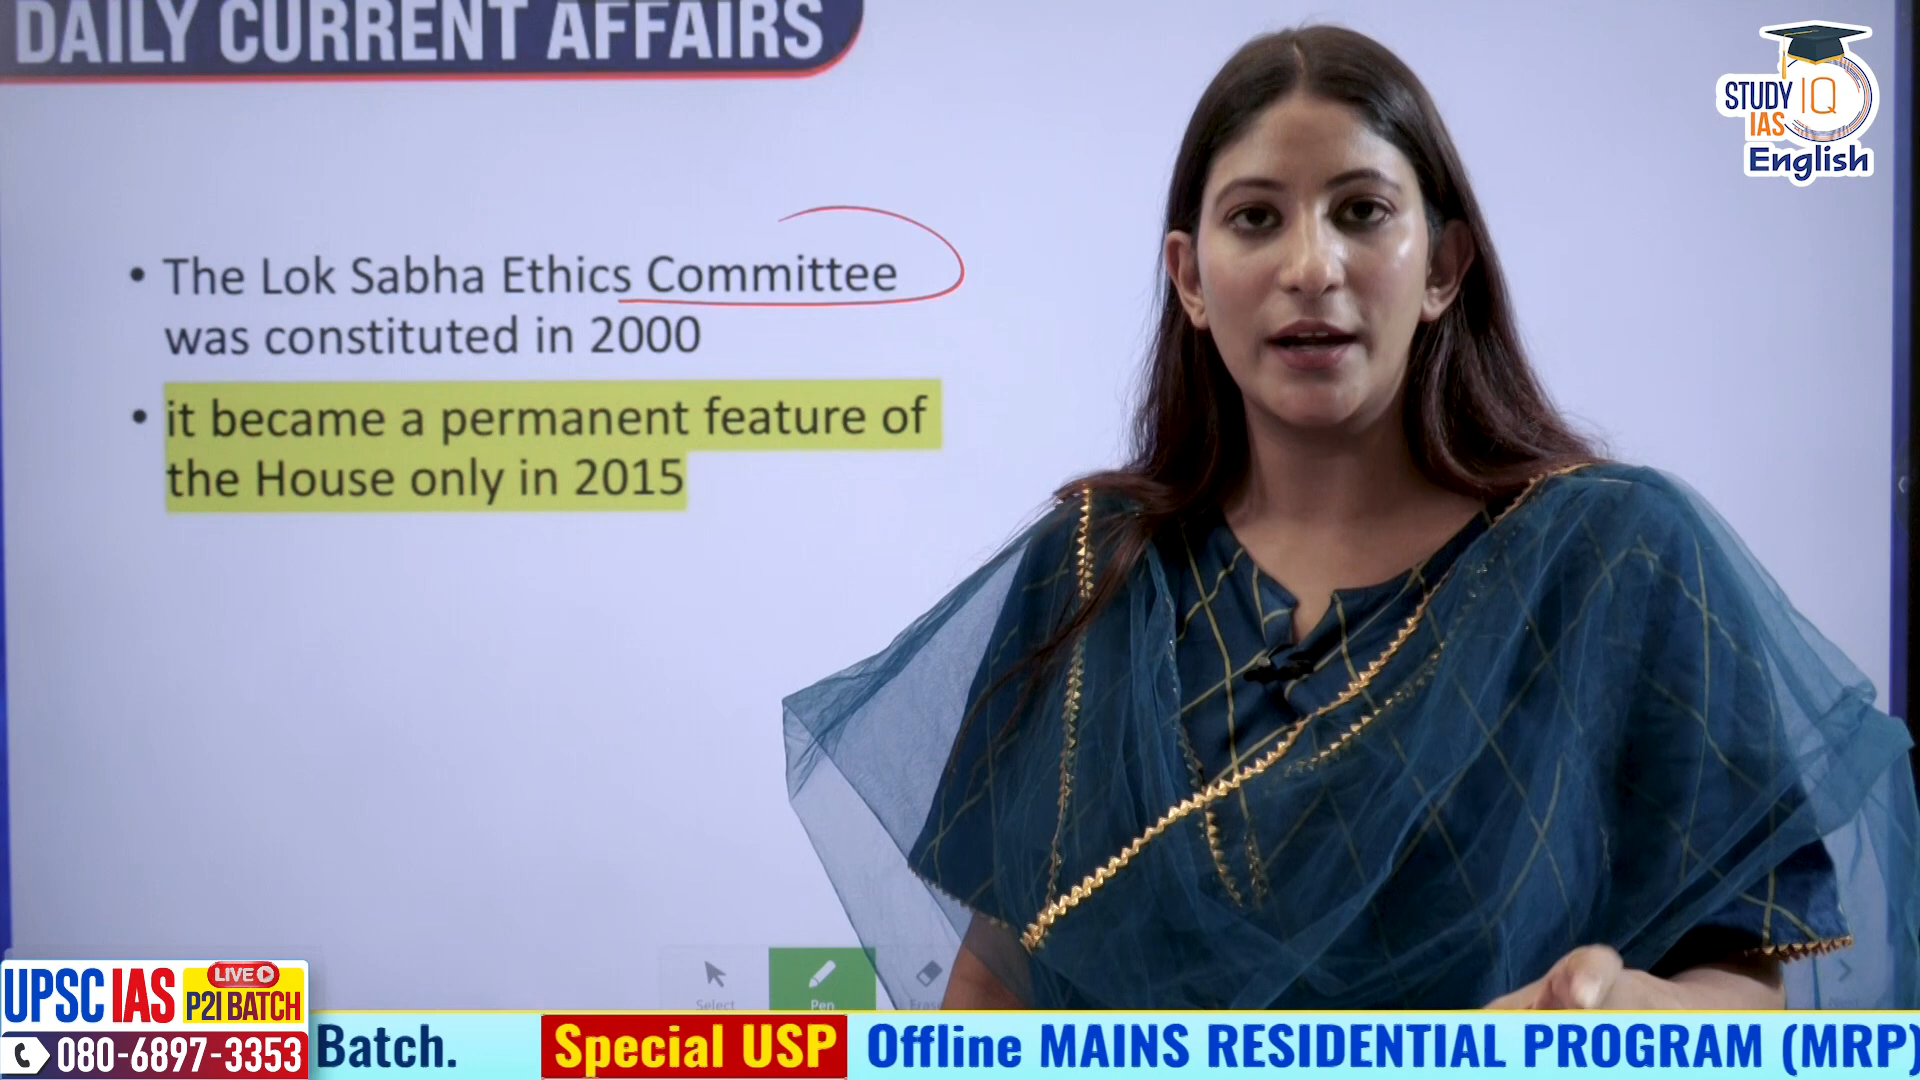 DAILY CURRENT AFFAIRS
STUDY IQ
IAS
English
• The Lok Sabha Ethics Committee
was constituted in 2000
• it became a permanent feature of
the House only in 2015
Select
Pen
Erase
UPSC IAS
LIVE
P2I BATCH
080-6897-3353
Batch.
Special USP
Offline MAINS RESIDENTIAL PROGRAM (MRP)